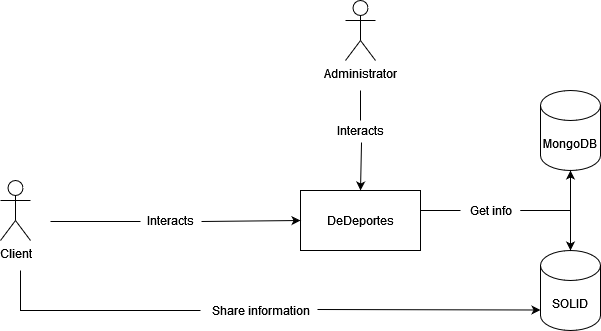 Administrator
Interacts
MongoDB
Client
Interacts
DeDeportes
Get info
SOLID
Share information